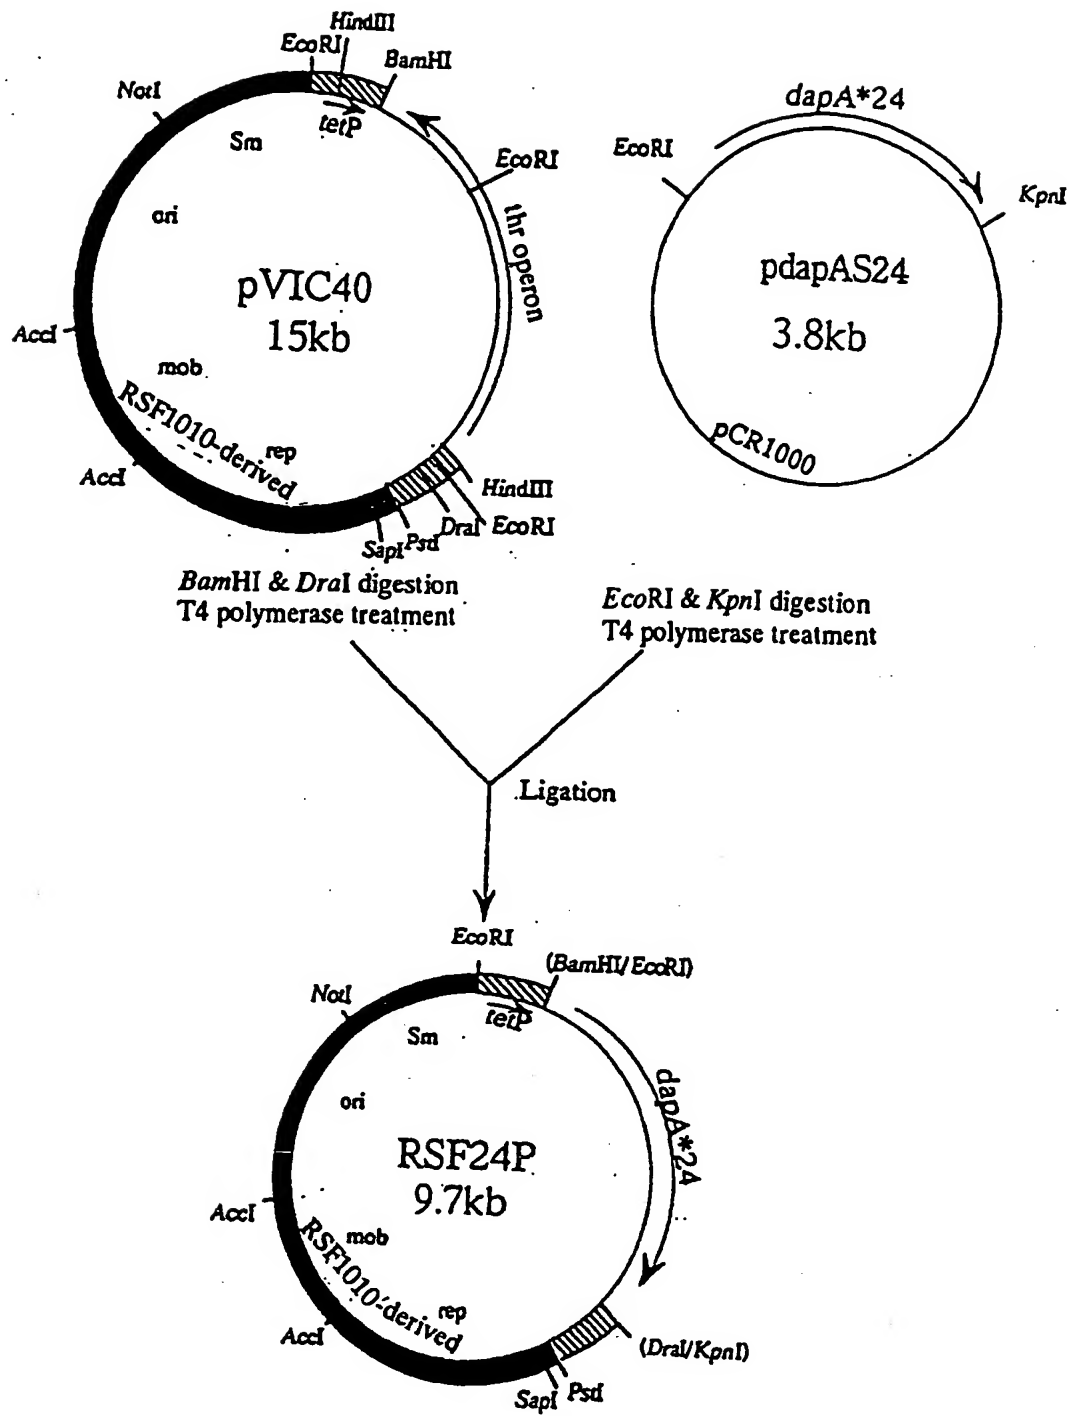 HindIII
EcoRI
BamHI
NotI
tetP
Sm
EcoRI
ori
thr operon
pVIC40
15kb
AccI
mob
RSF1010-derived
rep
AccI
HindIII
EcoRI
DraI
PstI
SapI
dapA*24
EcoRI
KpnI
pdapAS24
3.8kb
pCR1000
BamHI & DraI digestion
T4 polymerase treatment
EcoRI & KpnI digestion
T4 polymerase treatment
Ligation
EcoRI
(BamHI/EcoRI)
NotI
tetP
Sm
ori
dapA*24
RSF24P
9.7kb
AccI
mob
RSF1010-derived
rep
AccI
(DraI/KpnI)
SapI
PstI